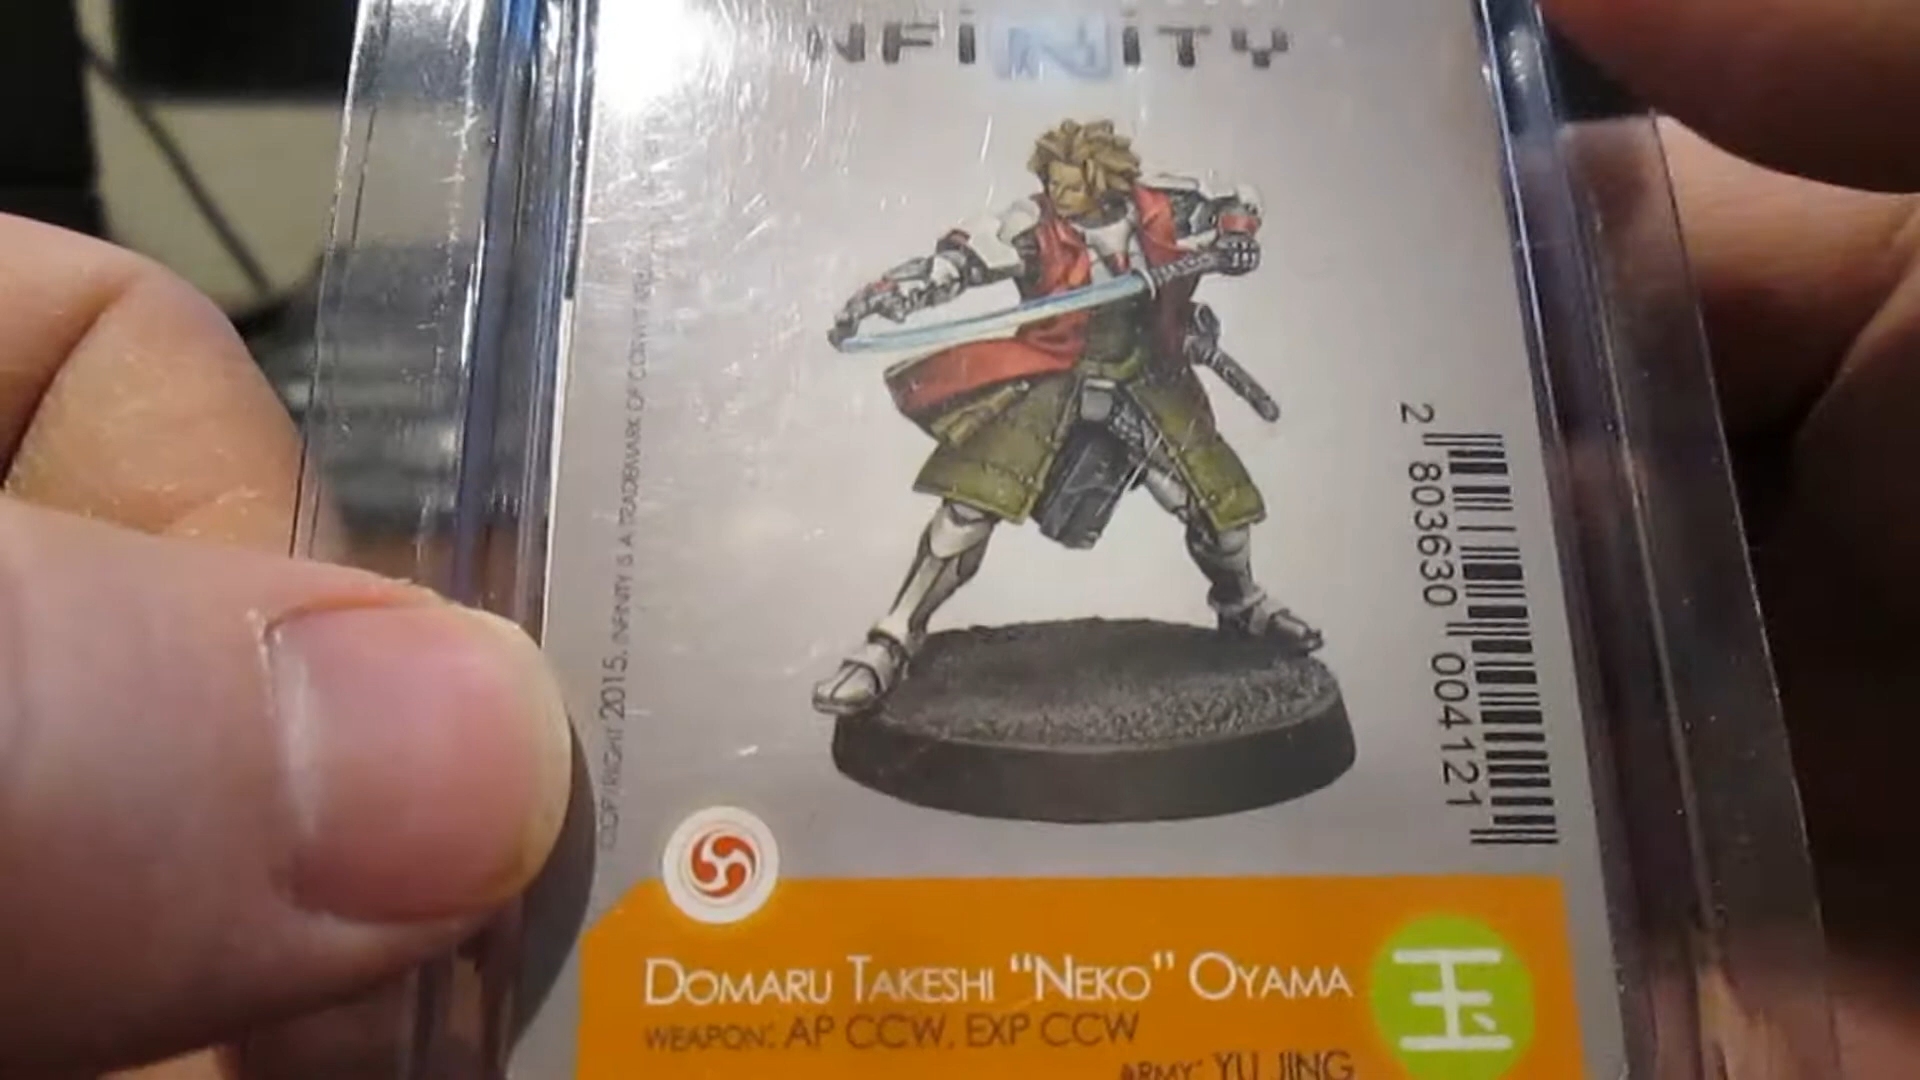 INFINITY
COPYRIGHT 2015. INFINITY IS A TRADEMARK OF
2 803630 004121
DOMARU TAKESHI “NEKO” OYAMA
WEAPON: AP CCW, EXP CCW
ARMY: YU JING
玉